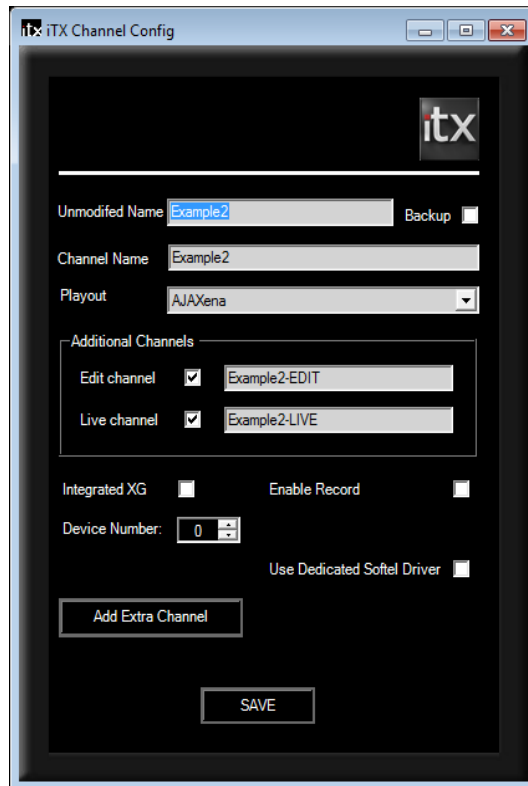 itx iTX Channel Config
itx
Unmodifed Name Example2 Backup
Channel Name Example2
Playout AJAXena
Additional Channels
Edit channel Example2-EDIT
Live channel Example2-LIVE
Integrated XG Enable Record
Device Number: 0
Use Dedicated Softel Driver
Add Extra Channel
SAVE